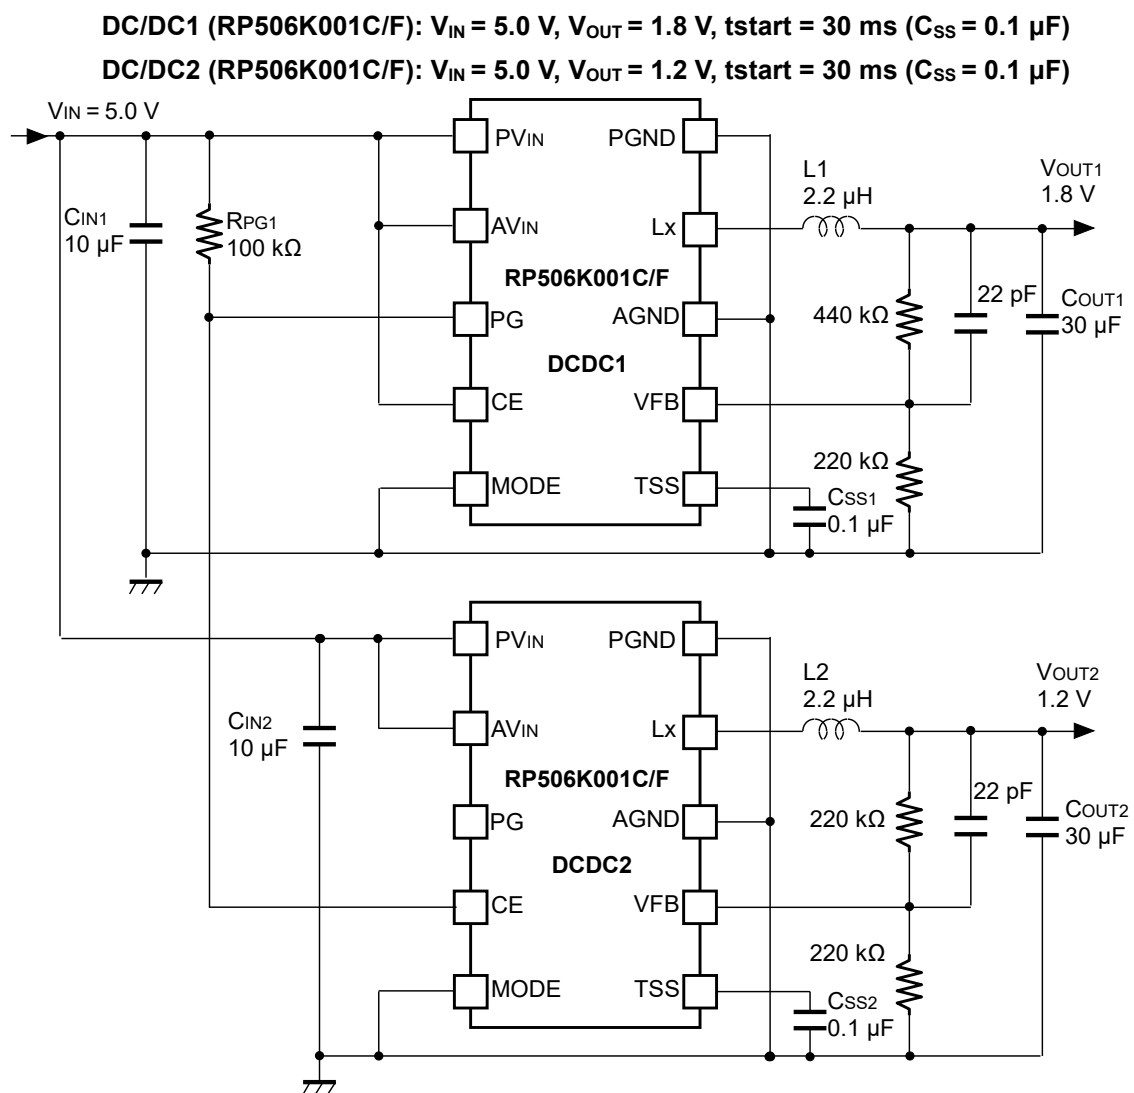 DC/DC1 (RP506K001C/F): VIN = 5.0 V, VOUT = 1.8 V, tstart = 30 ms (CSS = 0.1 µF)
DC/DC2 (RP506K001C/F): VIN = 5.0 V, VOUT = 1.2 V, tstart = 30 ms (CSS = 0.1 µF)
VIN = 5.0 V
PVIN
PGND
L1
2.2 µH
VOUT1
1.8 V
CIN1
10 µF
RPG1
100 kΩ
AVIN
Lx
RP506K001C/F
PG
AGND
440 kΩ
22 pF
COUT1
30 µF
DCDC1
CE
VFB
220 kΩ
MODE
TSS
CSS1
0.1 µF
PVIN
PGND
L2
2.2 µH
VOUT2
1.2 V
CIN2
10 µF
AVIN
Lx
RP506K001C/F
PG
AGND
220 kΩ
22 pF
COUT2
30 µF
DCDC2
CE
VFB
220 kΩ
MODE
TSS
CSS2
0.1 µF